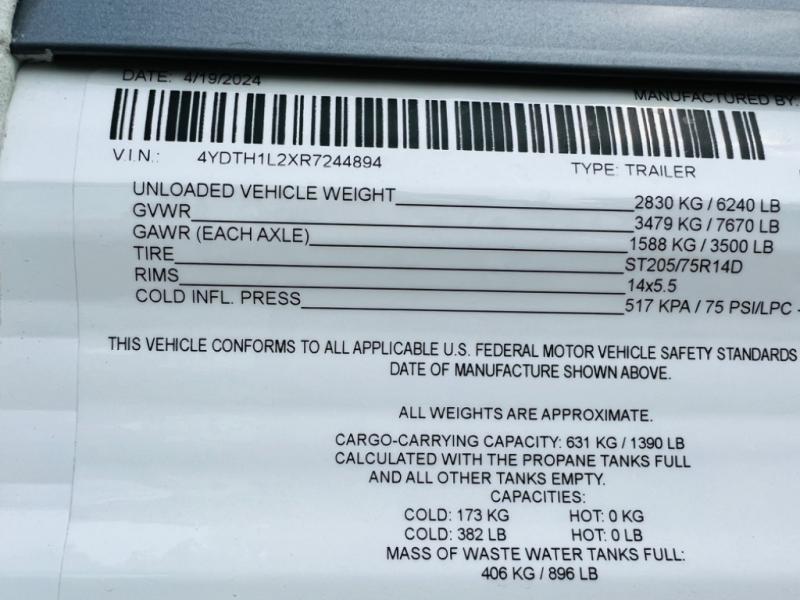 DATE: 4/19/2024
MANUFACTURED BY:
V.I.N.: 4YDTH1L2XR7244894
TYPE: TRAILER
UNLOADED VEHICLE WEIGHT 2830 KG / 6240 LB
GVWR 3479 KG / 7670 LB
GAWR (EACH AXLE) 1588 KG / 3500 LB
TIRE ST205/75R14D
RIMS 14x5.5
COLD INFL. PRESS 517 KPA / 75 PSI/LPC -
THIS VEHICLE CONFORMS TO ALL APPLICABLE U.S. FEDERAL MOTOR VEHICLE SAFETY STANDARDS
DATE OF MANUFACTURE SHOWN ABOVE.
ALL WEIGHTS ARE APPROXIMATE.
CARGO-CARRYING CAPACITY: 631 KG / 1390 LB
CALCULATED WITH THE PROPANE TANKS FULL
AND ALL OTHER TANKS EMPTY.
CAPACITIES:
COLD: 173 KG HOT: 0 KG
COLD: 382 LB HOT: 0 LB
MASS OF WASTE WATER TANKS FULL:
406 KG / 896 LB